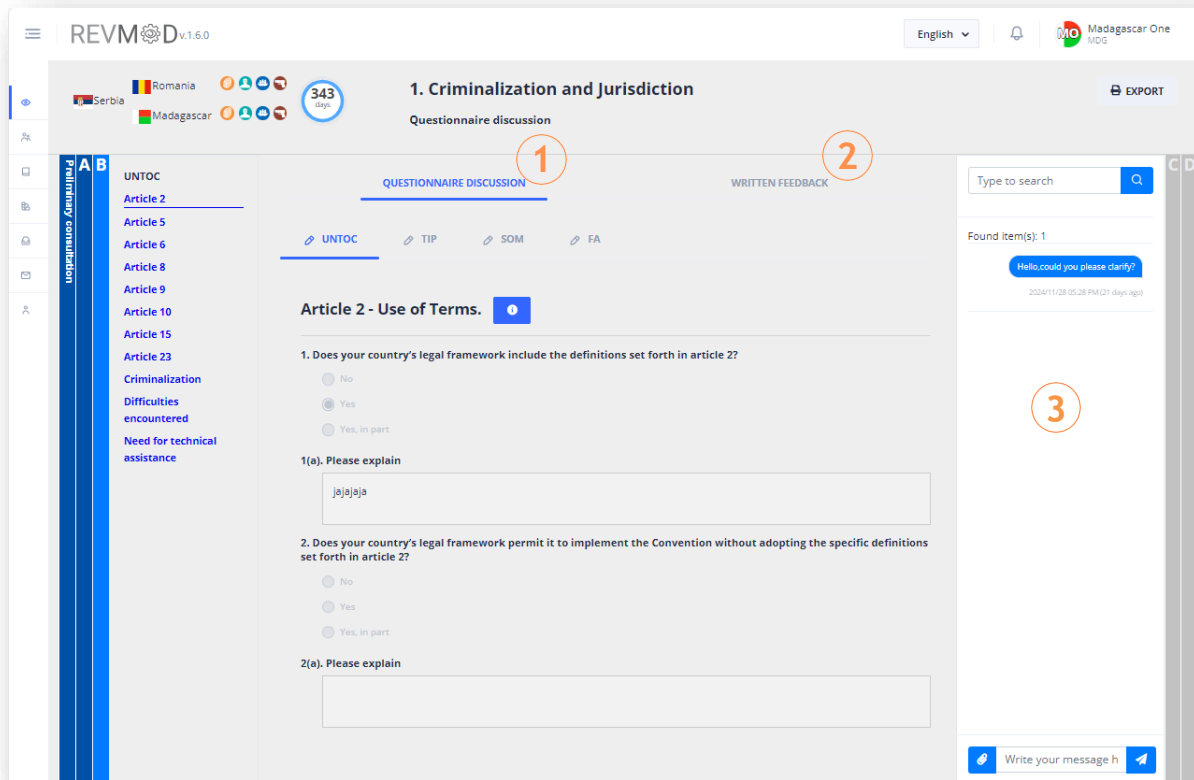 REVMOD v.1.6.0
English
MO
Madagascar One
MDG
Serbia
Romania
Madagascar
343
days
1. Criminalization and Jurisdiction
Questionnaire discussion
EXPORT
Preliminary consultation
A
B
C
D
UNTOC
Article 2
Article 5
Article 6
Article 8
Article 9
Article 10
Article 15
Article 23
Criminalization
Difficulties
encountered
Need for technical
assistance
1
QUESTIONNAIRE DISCUSSION
2
WRITTEN FEEDBACK
UNTOC
TIP
SOM
FA
Article 2 - Use of Terms.
1. Does your country's legal framework include the definitions set forth in article 2?
No
Yes
Yes, in part
1(a). Please explain
jajajaja
2. Does your country's legal framework permit it to implement the Convention without adopting the specific definitions
set forth in article 2?
No
Yes
Yes, in part
2(a). Please explain
Type to search
Found item(s): 1
Hello,could you please clarify?
2024/11/28 05:28 PM (21 days ago)
3
Write your message h